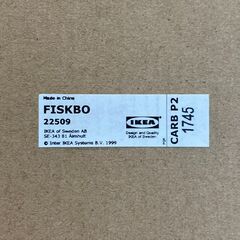 Made in China
FISKBO
22509
IKEA of Sweden AB
SE-343 81 Älmhult
© Inter IKEA Systems B.V. 1999
IKEA
Design and Quality
IKEA of Sweden
CARB P2
1745